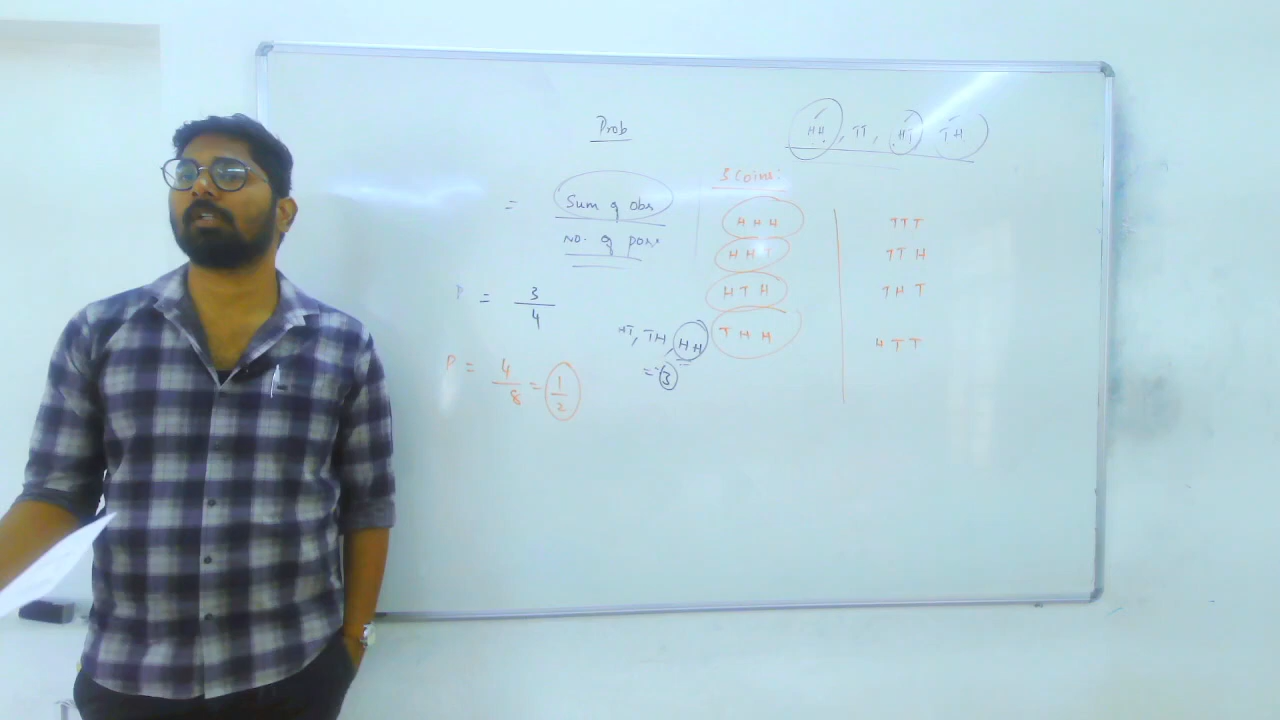 Prob
HH, TT, HT, TH
3 Coins:
= Sum of obs
no. of poss
HHH
HHT
HTH
THH
TTT
TTH
THT
HTT
P = 3/4
HT, TH, HH
= 3
P = 4/8 = 1/2